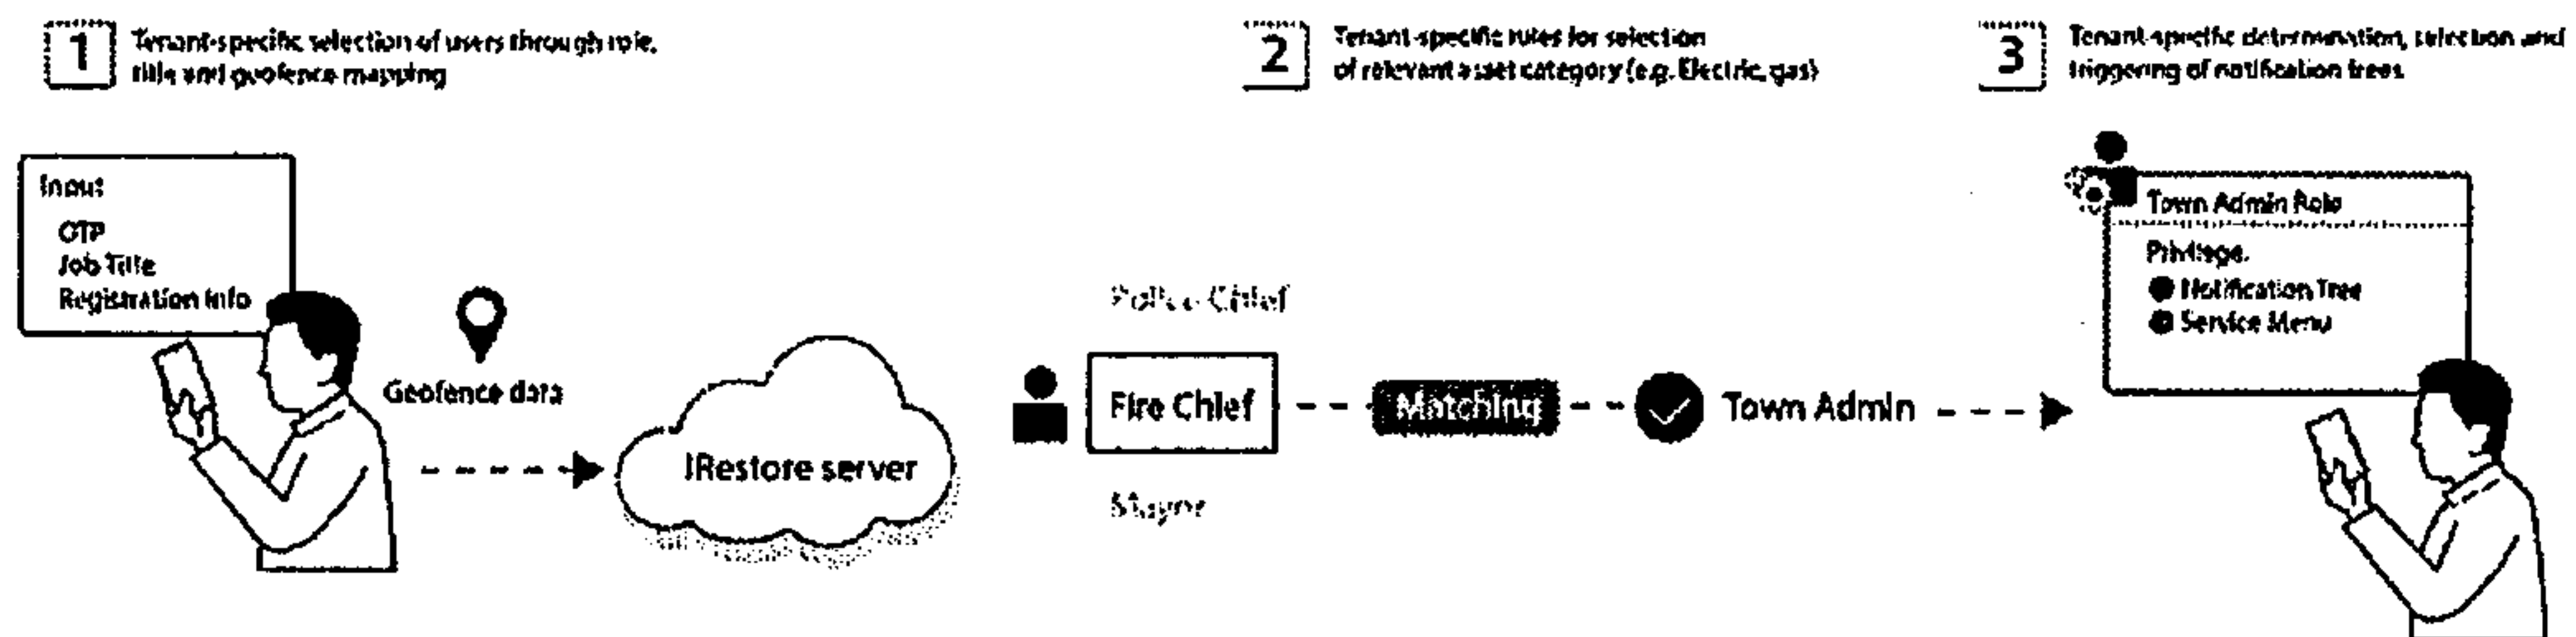 1
Tenant-specific selection of users through role,
title and geofence mapping
2
Tenant-specific rules for selection
of relevant asset category (e.g. Electric, gas)
3
Tenant-specific determination, selection and
triggering of notification trees
Input
OTP
Job Title
Registration Info
Geofence data
IRestore server
Police Chief
Fire Chief
Mayor
Matching
Town Admin
Town Admin Role
Privilege.
Notification Tree
Service Menu